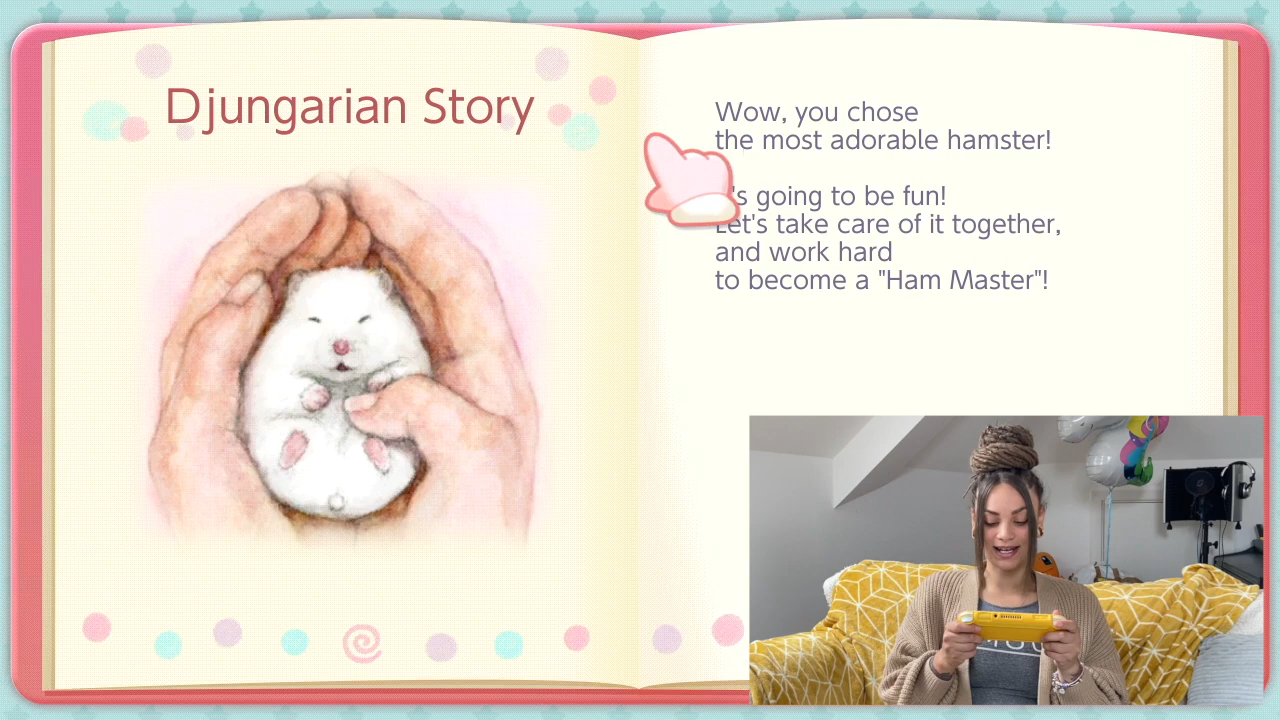 Djungarian Story
Wow, you chose
the most adorable hamster!
's going to be fun!
Let's take care of it together,
and work hard
to become a "Ham Master"!